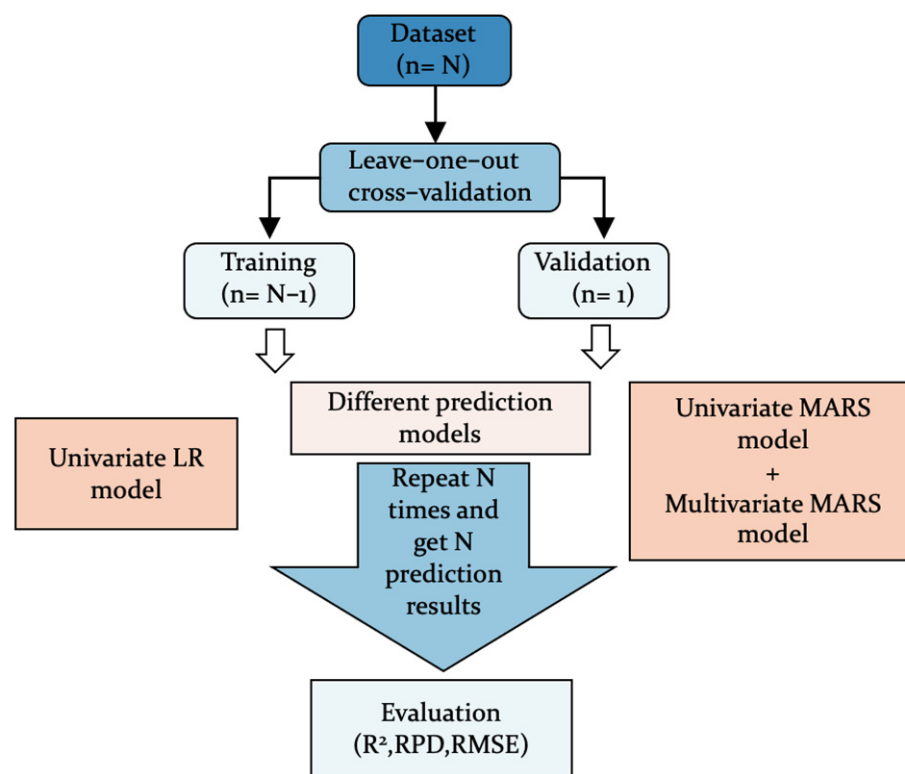 Dataset
(n= N)
Leave-one-out
cross-validation
Training
(n= N-1)
Validation
(n= 1)
Different prediction
models
Univariate LR
model
Univariate MARS
model
+
Multivariate MARS
model
Repeat N
times and
get N
prediction
results
Evaluation
(R²,RPD,RMSE)